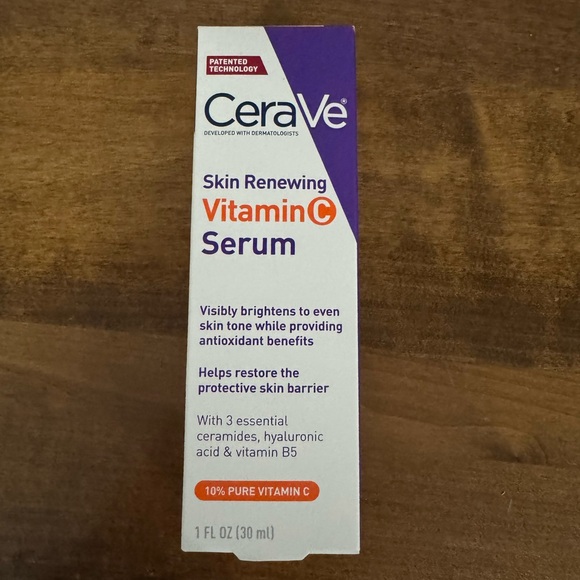 PATENTED
TECHNOLOGY
CeraVe®
DEVELOPED WITH DERMATOLOGISTS
Skin Renewing
Vitamin C
Serum
Visibly brightens to even
skin tone while providing
antioxidant benefits
Helps restore the
protective skin barrier
With 3 essential
ceramides, hyaluronic
acid & vitamin B5
10% PURE VITAMIN C
1 FL OZ (30 ml)